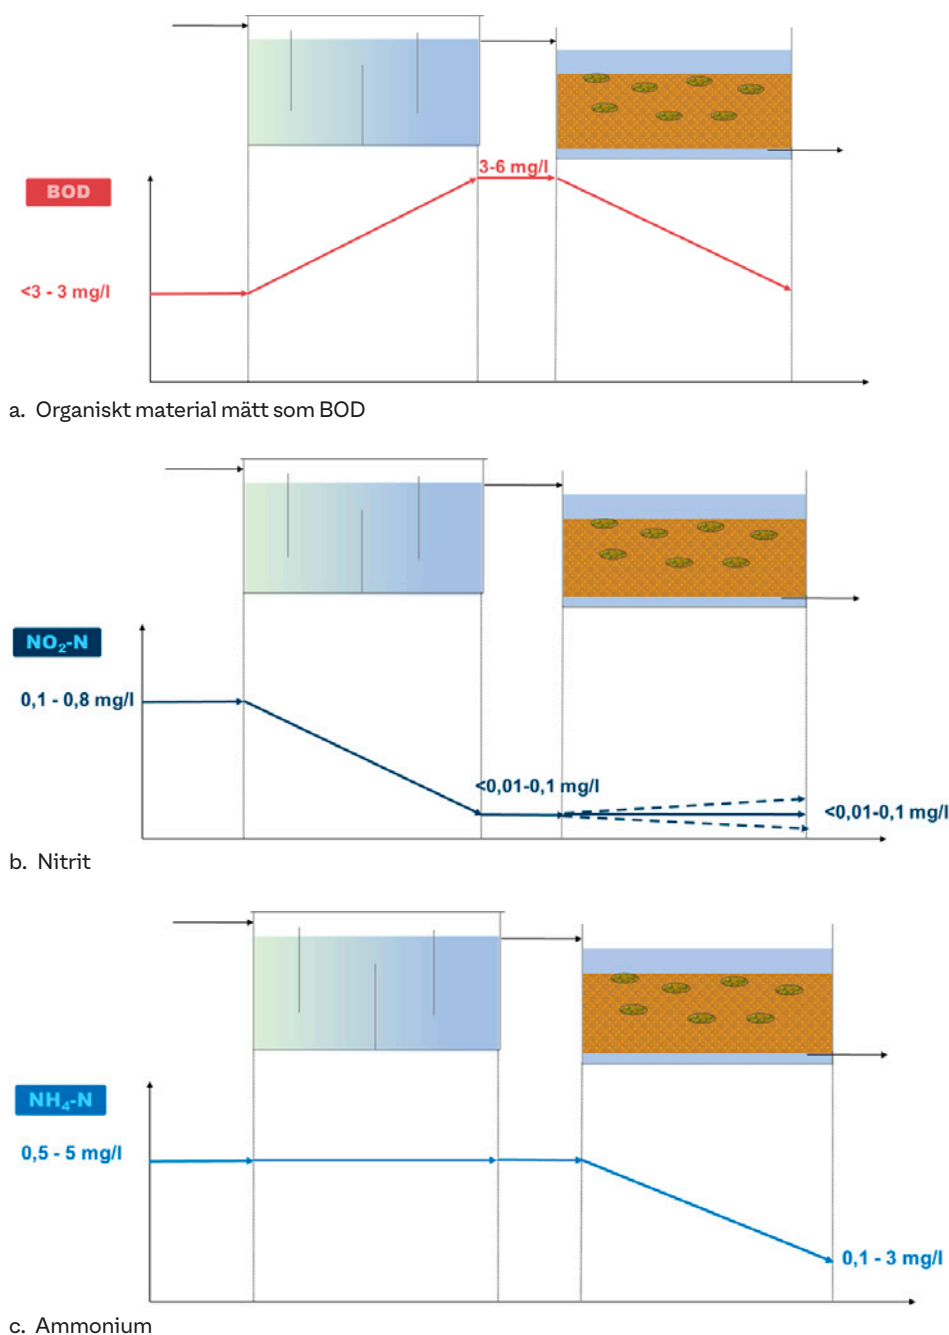 3-6 mg/l
BOD
<3 - 3 mg/l
a. Organiskt material mätt som BOD
NO₂-N
0,1 - 0,8 mg/l
<0,01-0,1 mg/l
<0,01-0,1 mg/l
b. Nitrit
NH₄-N
0,5 - 5 mg/l
0,1 - 3 mg/l
c. Ammonium